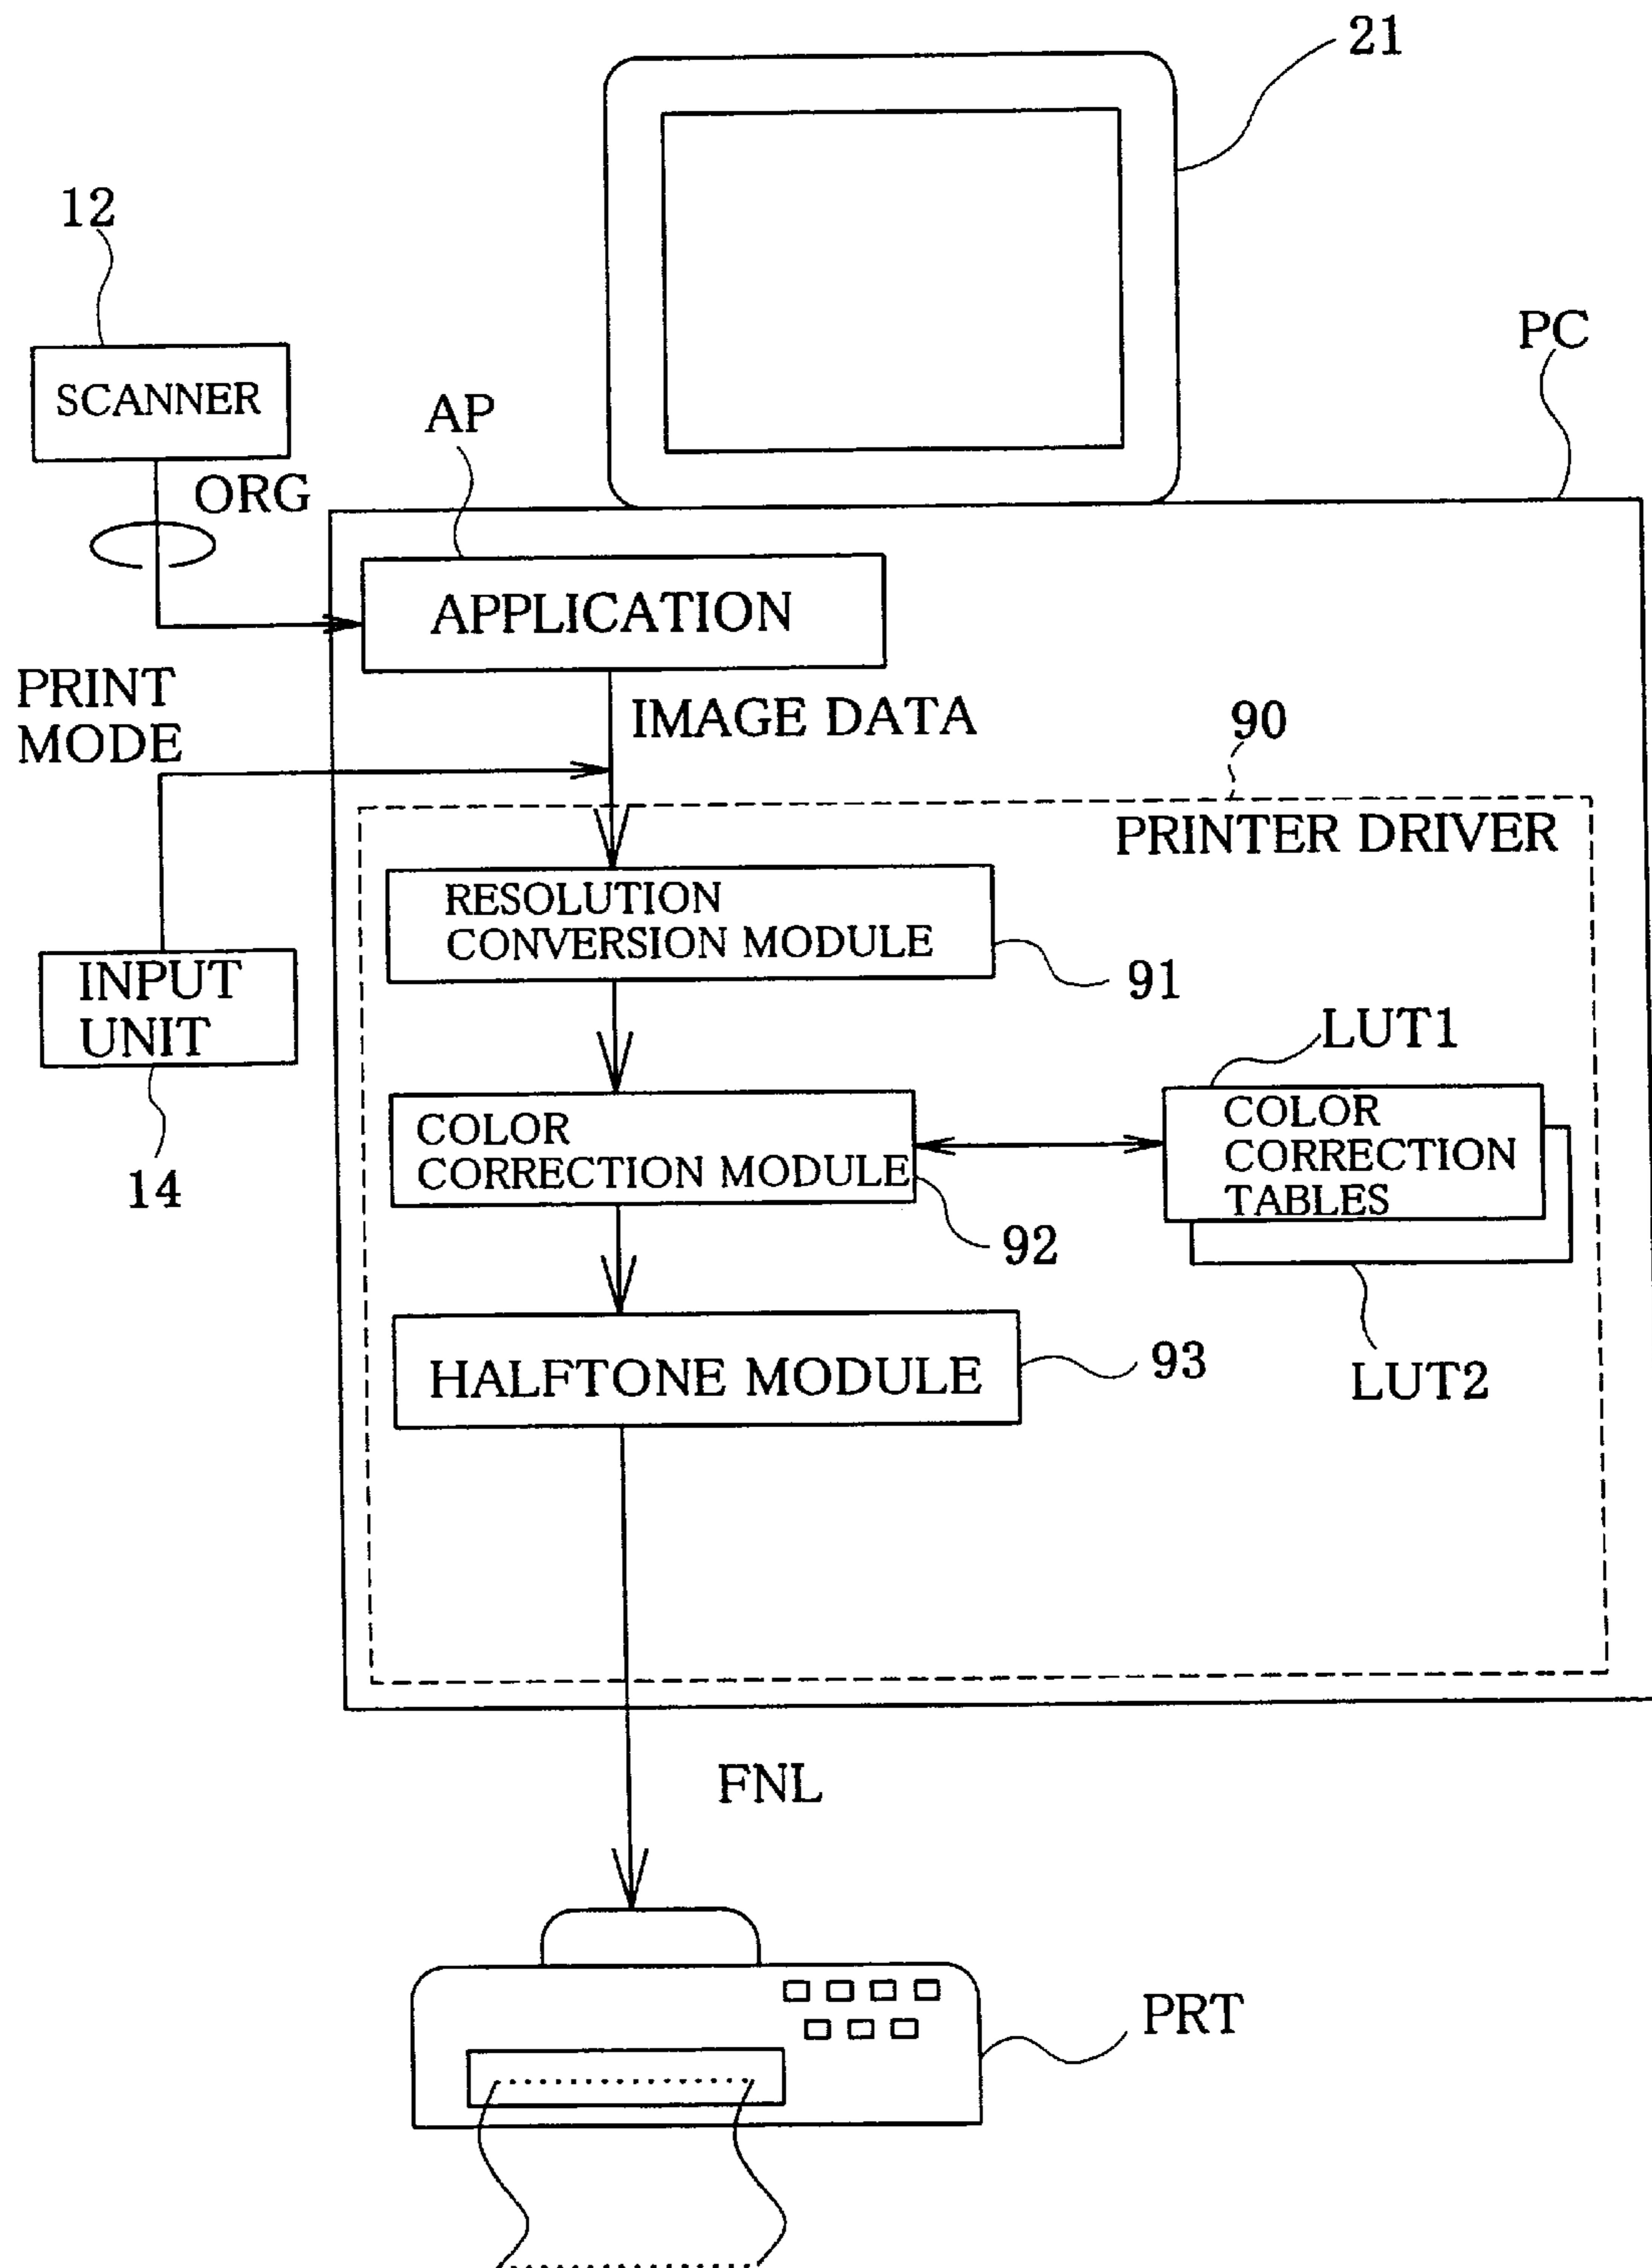 21
12
PC
SCANNER
AP
ORG
APPLICATION
PRINT
MODE
IMAGE DATA
90
PRINTER DRIVER
RESOLUTION
CONVERSION MODULE
91
INPUT
UNIT
14
LUT1
COLOR
CORRECTION
TABLES
COLOR
CORRECTION MODULE
92
LUT2
HALFTONE MODULE
93
FNL
PRT